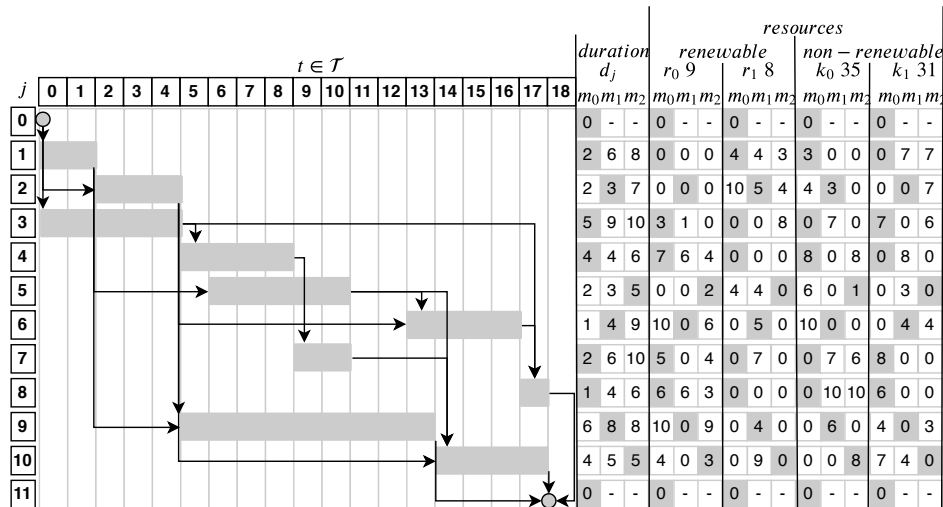 resources
duration renewable non − renewable
t ∈ 𝒯 d_j r_0 9 r_1 8 k_0 35 k_1 31
j 0 1 2 3 4 5 6 7 8 9 10 11 12 13 14 15 16 17 18 m_0 m_1 m_2 m_0 m_1 m_2 m_0 m_1 m_2 m_0 m_1 m_2 m_0 m_1 m_2
0 0 - - 0 - - 0 - - 0 - - 0 - -
1 2 6 8 0 0 0 4 4 3 3 0 0 0 7 7
2 2 3 7 0 0 0 10 5 4 4 3 0 0 0 7
3 5 9 10 3 1 0 0 0 8 0 7 0 7 0 6
4 4 4 6 7 6 4 0 0 0 8 0 8 0 8 0
5 2 3 5 0 0 2 4 4 0 6 0 1 0 3 0
6 1 4 9 10 0 6 0 5 0 10 0 0 0 4 4
7 2 6 10 5 0 4 0 7 0 0 7 6 8 0 0
8 1 4 6 6 6 3 0 0 0 0 10 10 6 0 0
9 6 8 8 10 0 9 0 4 0 0 6 0 4 0 3
10 4 5 5 4 0 3 0 9 0 0 0 8 7 4 0
11 0 - - 0 - - 0 - - 0 - - 0 - -